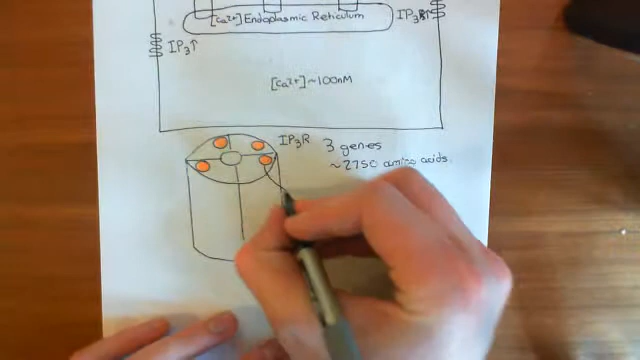 [Ca²⁺] Endoplasmic Reticulum
IP₃R↑
IP₃↑
[Ca²⁺]~100nM
IP₃R
3 genes
~2750 amino acids